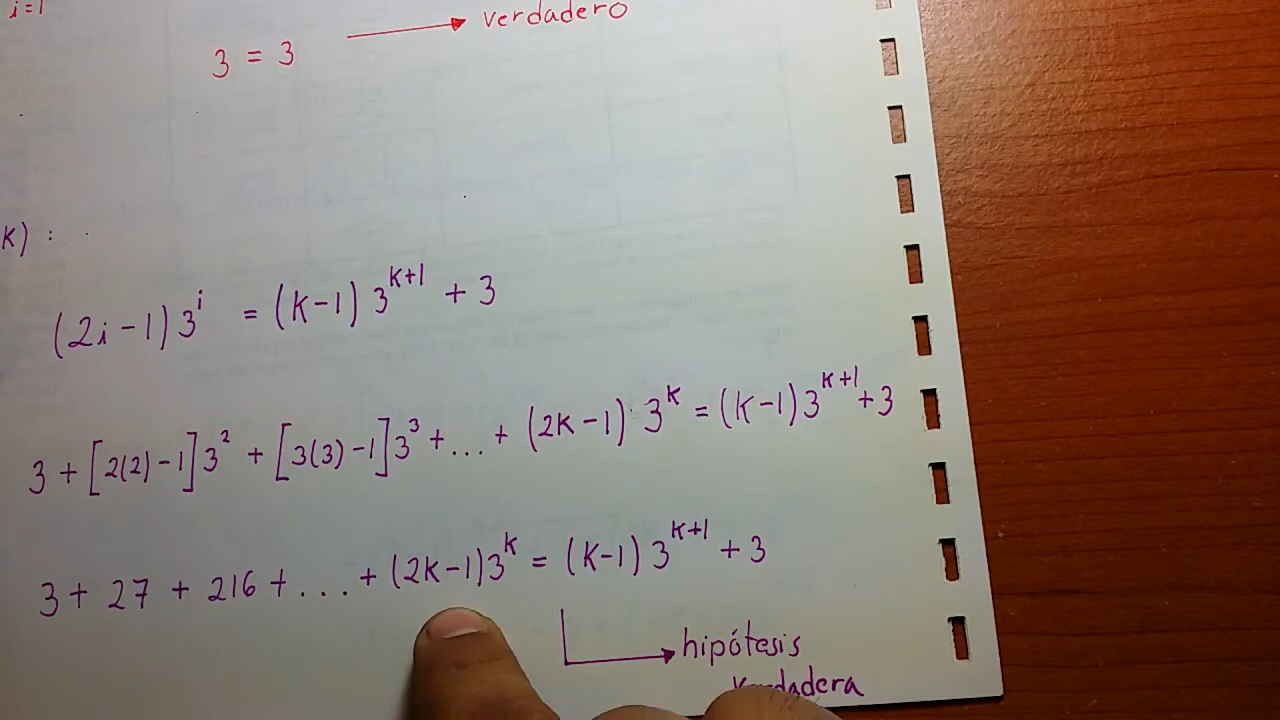 i=1
3 = 3 → verdadero
k) :
(2i-1)3^i = (k-1)3^{k+1} + 3
3 + [2(2)-1]3^2 + [3(3)-1]3^3 + ... + (2k-1)·3^k = (k-1)3^{k+1} + 3
3 + 27 + 216 + .... + (2k-1)3^k = (k-1)3^{k+1} + 3
hipótesis
Verdadera